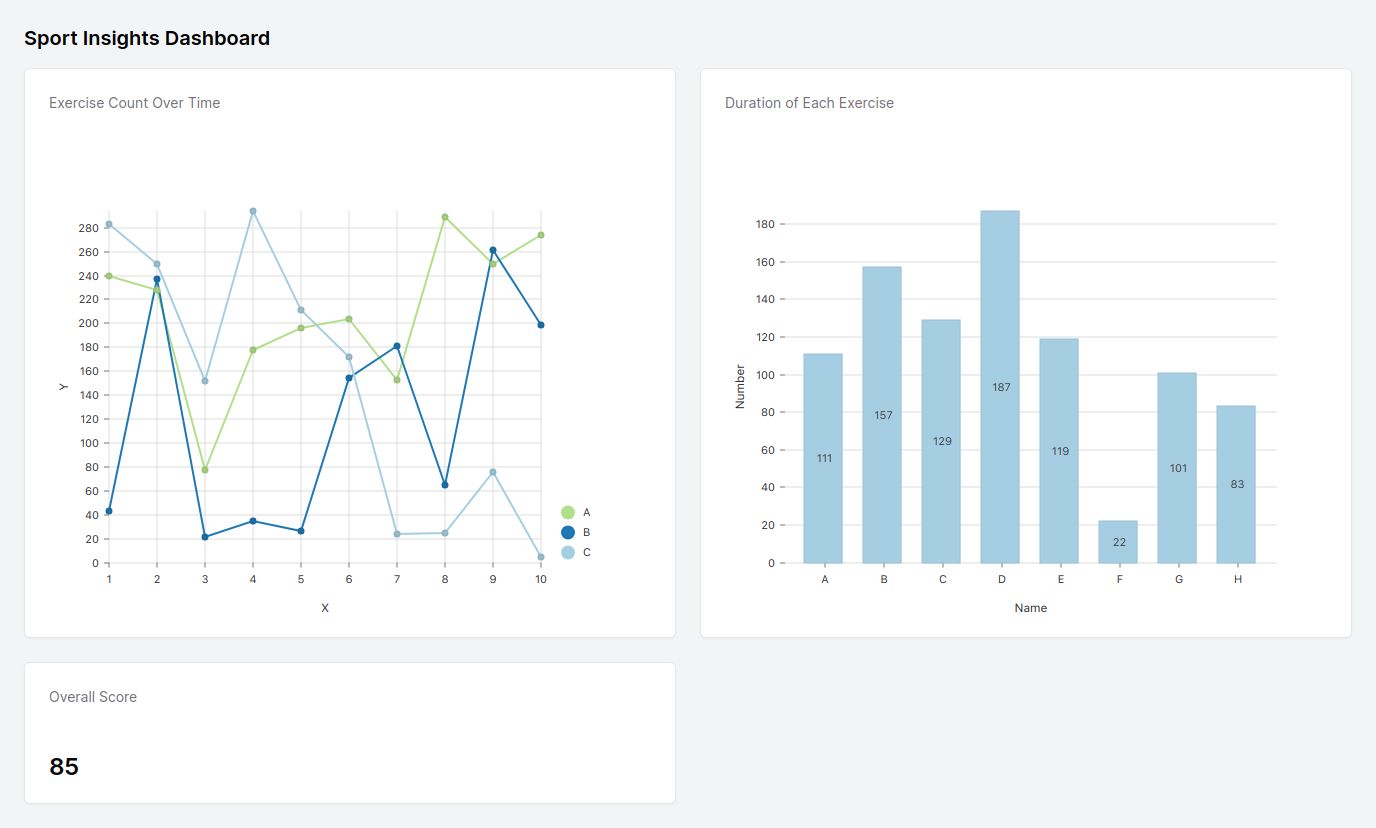 Sport Insights Dashboard
Exercise Count Over Time
280
260
240
220
200
180
160
140
120
100
80
60
40
20
0
Y
1 2 3 4 5 6 7 8 9 10
X
A
B
C
Duration of Each Exercise
180
160
140
120
100
80
60
40
20
0
Number
111 157 129 187 119 22 101 83
A B C D E F G H
Name
Overall Score
85